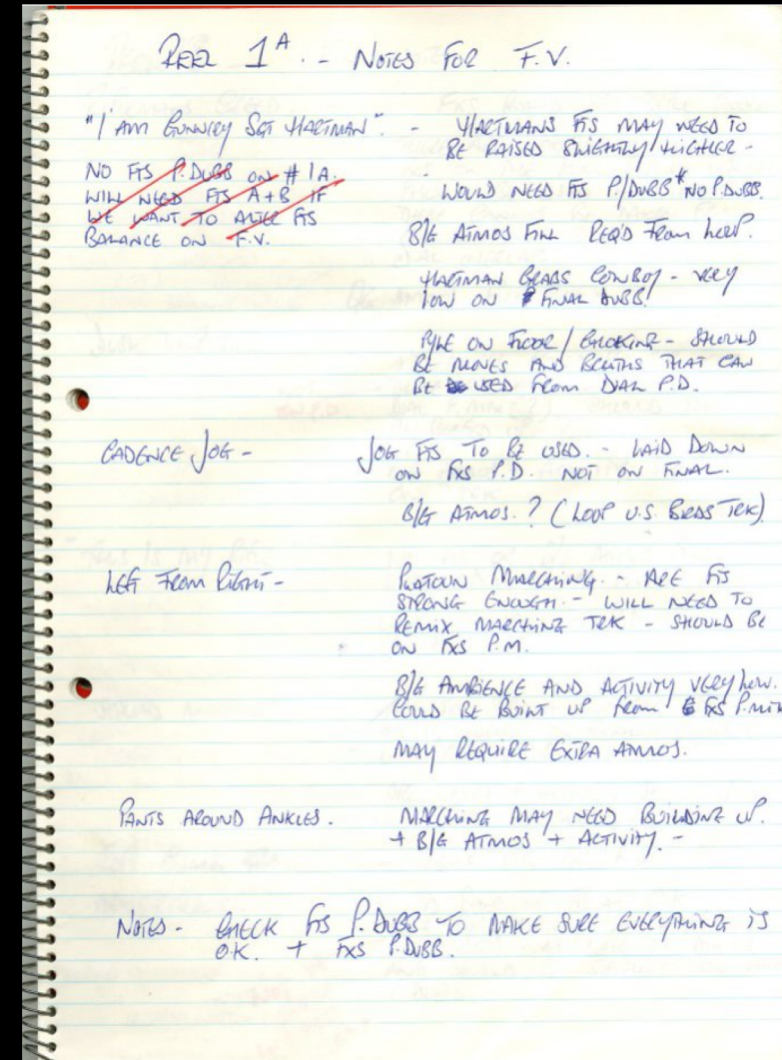 REEL 1A. - NOTES FOR F.V.
"I AM GUNNERY SGT HARTMAN". - HARTMANS FTS MAY NEED TO
BE RAISED SLIGHTLY HIGHER -
NO FTS P.DUBB ON #1A.
WILL NEED FTS A+B IF
WE WANT TO ALTER FTS
BALANCE ON F.V.
WOULD NEED FTS P/DUBB * NO P.DUBB.
B/G ATMOS FILL REQ'D FROM LOOP.
HARTMAN GRABS COWBOY - VERY
LOW ON FINAL DUBB.
PYLE ON FLOOR / CHOKING - SHOULD
BE MOVES AND BREATHS THAT CAN
BE USED FROM DIAL P.D.
CADENCE JOG - JOG FTS TO BE USED. - LAID DOWN
ON FXS P.D. NOT ON FINAL.
B/G ATMOS. ? (LOOP U.S. BIRDS TRK)
LEFT FROM RIGHT - PLATOUN MARCHING. - ARE FTS
STRONG ENOUGH. - WILL NEED TO
REMIX MARCHING TRK - SHOULD BE
ON FXS P.M.
B/G AMBIENCE AND ACTIVITY VERY LOW.
COULD BE BUILT UP FROM FXS P.MIX
MAY REQUIRE EXTRA ATMOS.
PANTS AROUND ANKLES. MARCHING MAY NEED BUILDING UP.
+ B/G ATMOS + ACTIVITY. -
NOTES - CHECK FTS P.DUBB TO MAKE SURE EVERYTHING IS
O.K. + FXS P.DUBB.